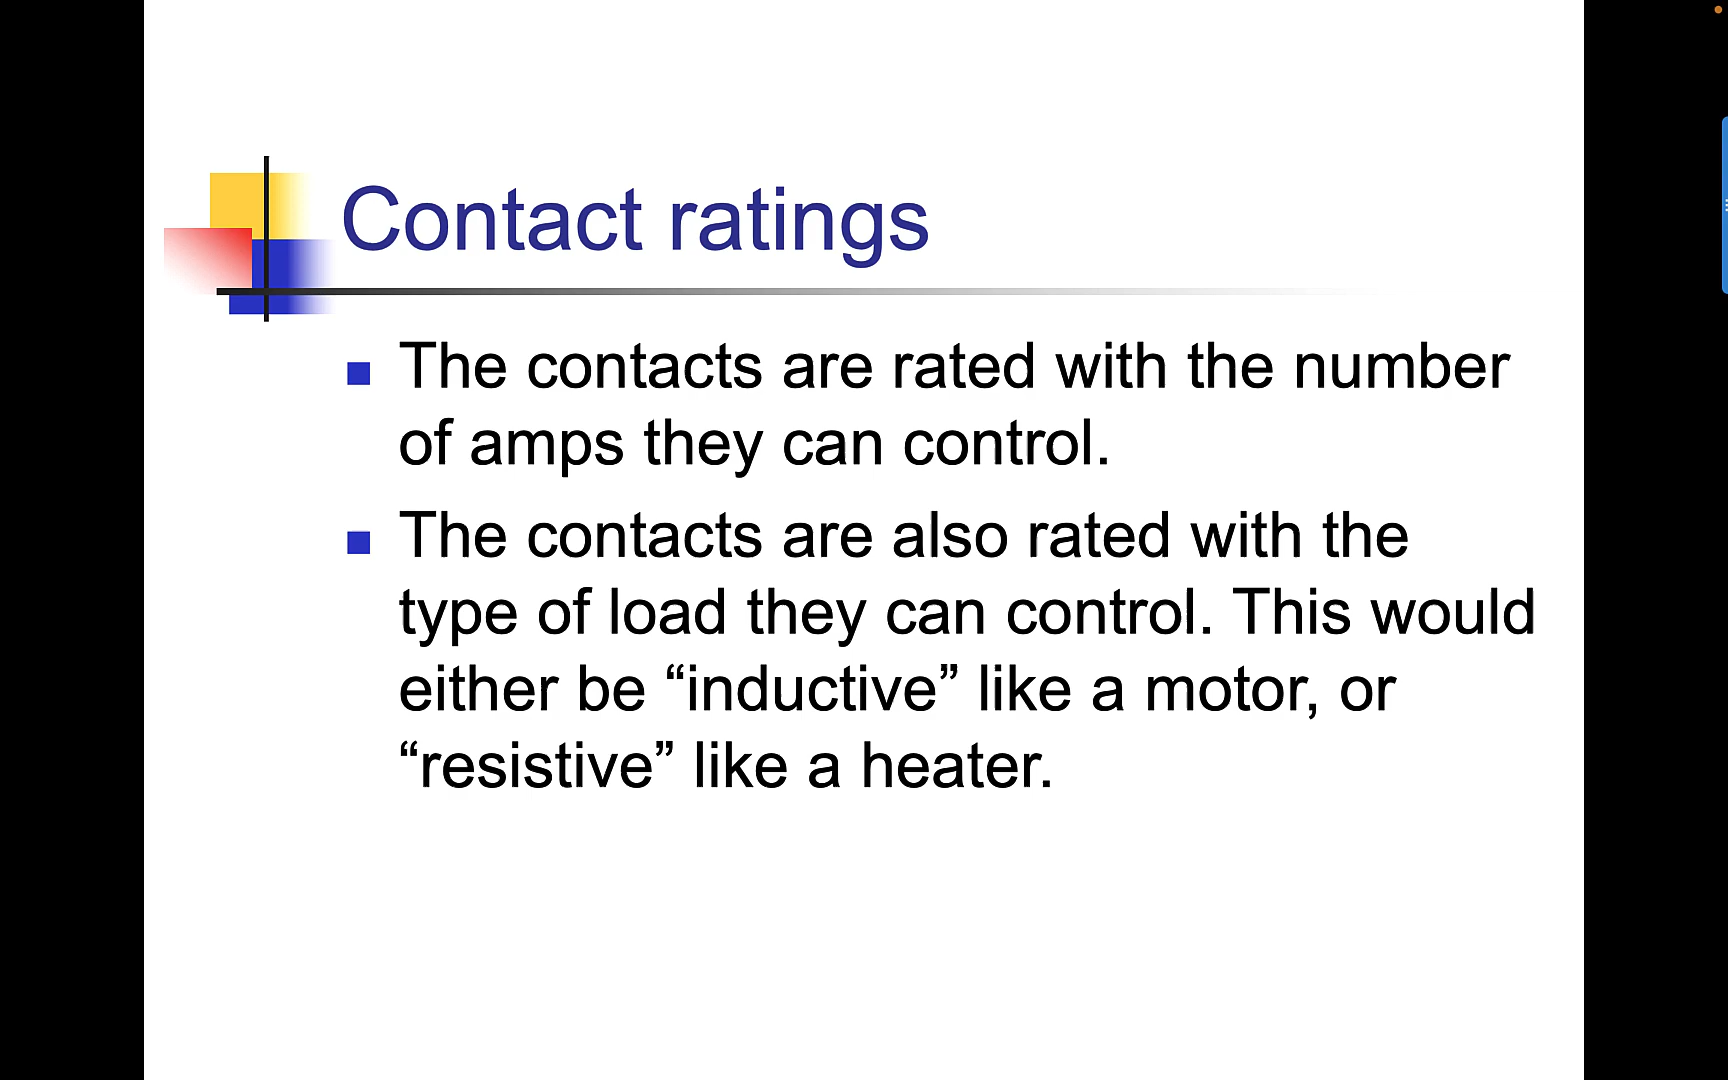 Contact ratings
The contacts are rated with the number
of amps they can control.
The contacts are also rated with the
type of load they can control. This would
either be “inductive” like a motor, or
“resistive” like a heater.